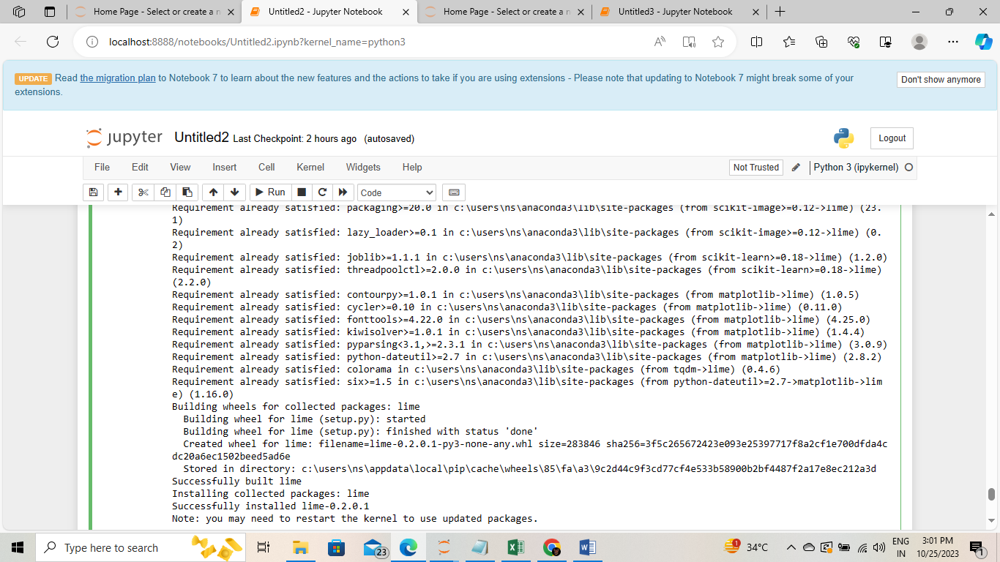 Home Page - Select or create a n
Untitled2 - Jupyter Notebook
Home Page - Select or create a n
Untitled3 - Jupyter Notebook
localhost:8888/notebooks/Untitled2.ipynb?kernel_name=python3
UPDATE Read the migration plan to Notebook 7 to learn about the new features and the actions to take if you are using extensions - Please note that updating to Notebook 7 might break some of your
extensions.
Don't show anymore
jupyter Untitled2 Last Checkpoint: 2 hours ago (autosaved)
Logout
File Edit View Insert Cell Kernel Widgets Help
Not Trusted
Python 3 (ipykernel)
Run
Code
Requirement already satisfied: packaging>=20.0 in c:\users\ns\anaconda3\lib\site-packages (from scikit-image>=0.12->lime) (23.
1)
Requirement already satisfied: lazy_loader>=0.1 in c:\users\ns\anaconda3\lib\site-packages (from scikit-image>=0.12->lime) (0.
2)
Requirement already satisfied: joblib>=1.1.1 in c:\users\ns\anaconda3\lib\site-packages (from scikit-learn>=0.18->lime) (1.2.0)
Requirement already satisfied: threadpoolctl>=2.0.0 in c:\users\ns\anaconda3\lib\site-packages (from scikit-learn>=0.18->lime)
(2.2.0)
Requirement already satisfied: contourpy>=1.0.1 in c:\users\ns\anaconda3\lib\site-packages (from matplotlib->lime) (1.0.5)
Requirement already satisfied: cycler>=0.10 in c:\users\ns\anaconda3\lib\site-packages (from matplotlib->lime) (0.11.0)
Requirement already satisfied: fonttools>=4.22.0 in c:\users\ns\anaconda3\lib\site-packages (from matplotlib->lime) (4.25.0)
Requirement already satisfied: kiwisolver>=1.0.1 in c:\users\ns\anaconda3\lib\site-packages (from matplotlib->lime) (1.4.4)
Requirement already satisfied: pyparsing<3.1,>=2.3.1 in c:\users\ns\anaconda3\lib\site-packages (from matplotlib->lime) (3.0.9)
Requirement already satisfied: python-dateutil>=2.7 in c:\users\ns\anaconda3\lib\site-packages (from matplotlib->lime) (2.8.2)
Requirement already satisfied: colorama in c:\users\ns\anaconda3\lib\site-packages (from tqdm->lime) (0.4.6)
Requirement already satisfied: six>=1.5 in c:\users\ns\anaconda3\lib\site-packages (from python-dateutil>=2.7->matplotlib->lim
e) (1.16.0)
Building wheels for collected packages: lime
Building wheel for lime (setup.py): started
Building wheel for lime (setup.py): finished with status 'done'
Created wheel for lime: filename=lime-0.2.0.1-py3-none-any.whl size=283846 sha256=3f5c265672423e093e25397717f8a2cf1e700dfda4c
dc20a6ec1502beed5ad6e
Stored in directory: c:\users\ns\appdata\local\pip\cache\wheels\85\fa\a3\9c2d44c9f3cd77cf4e533b58900b2bf4487f2a17e8ec212a3d
Successfully built lime
Installing collected packages: lime
Successfully installed lime-0.2.0.1
Note: you may need to restart the kernel to use updated packages.
Type here to search
23
1
34°C
ENG
IN
3:01 PM
10/25/2023
1